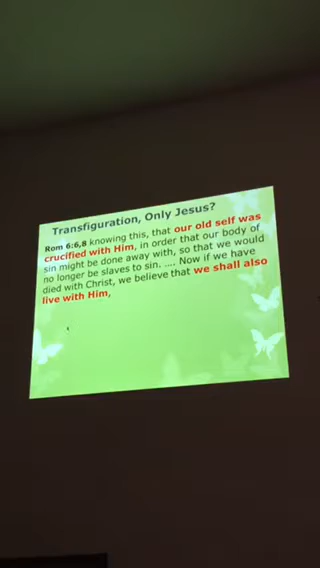 Transfiguration, Only Jesus?
Rom 6:6,8 knowing this, that our old self was
crucified with Him, in order that our body of
sin might be done away with, so that we would
no longer be slaves to sin. .... Now if we have
died with Christ, we believe that we shall also
live with Him,